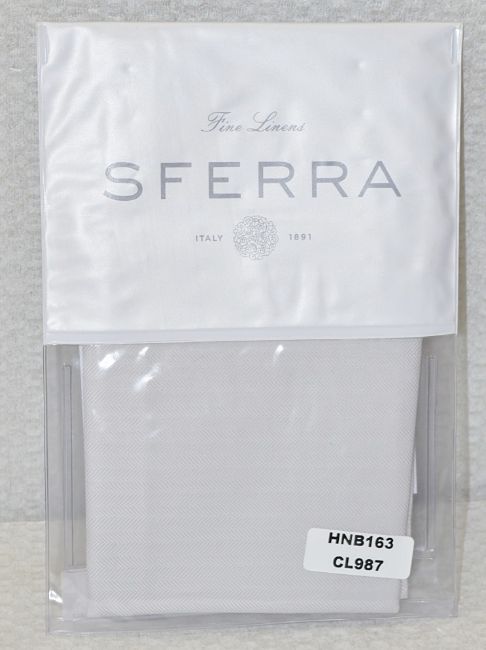 Fine Linens
SFERRA
ITALY 1891
HNB163
CL987